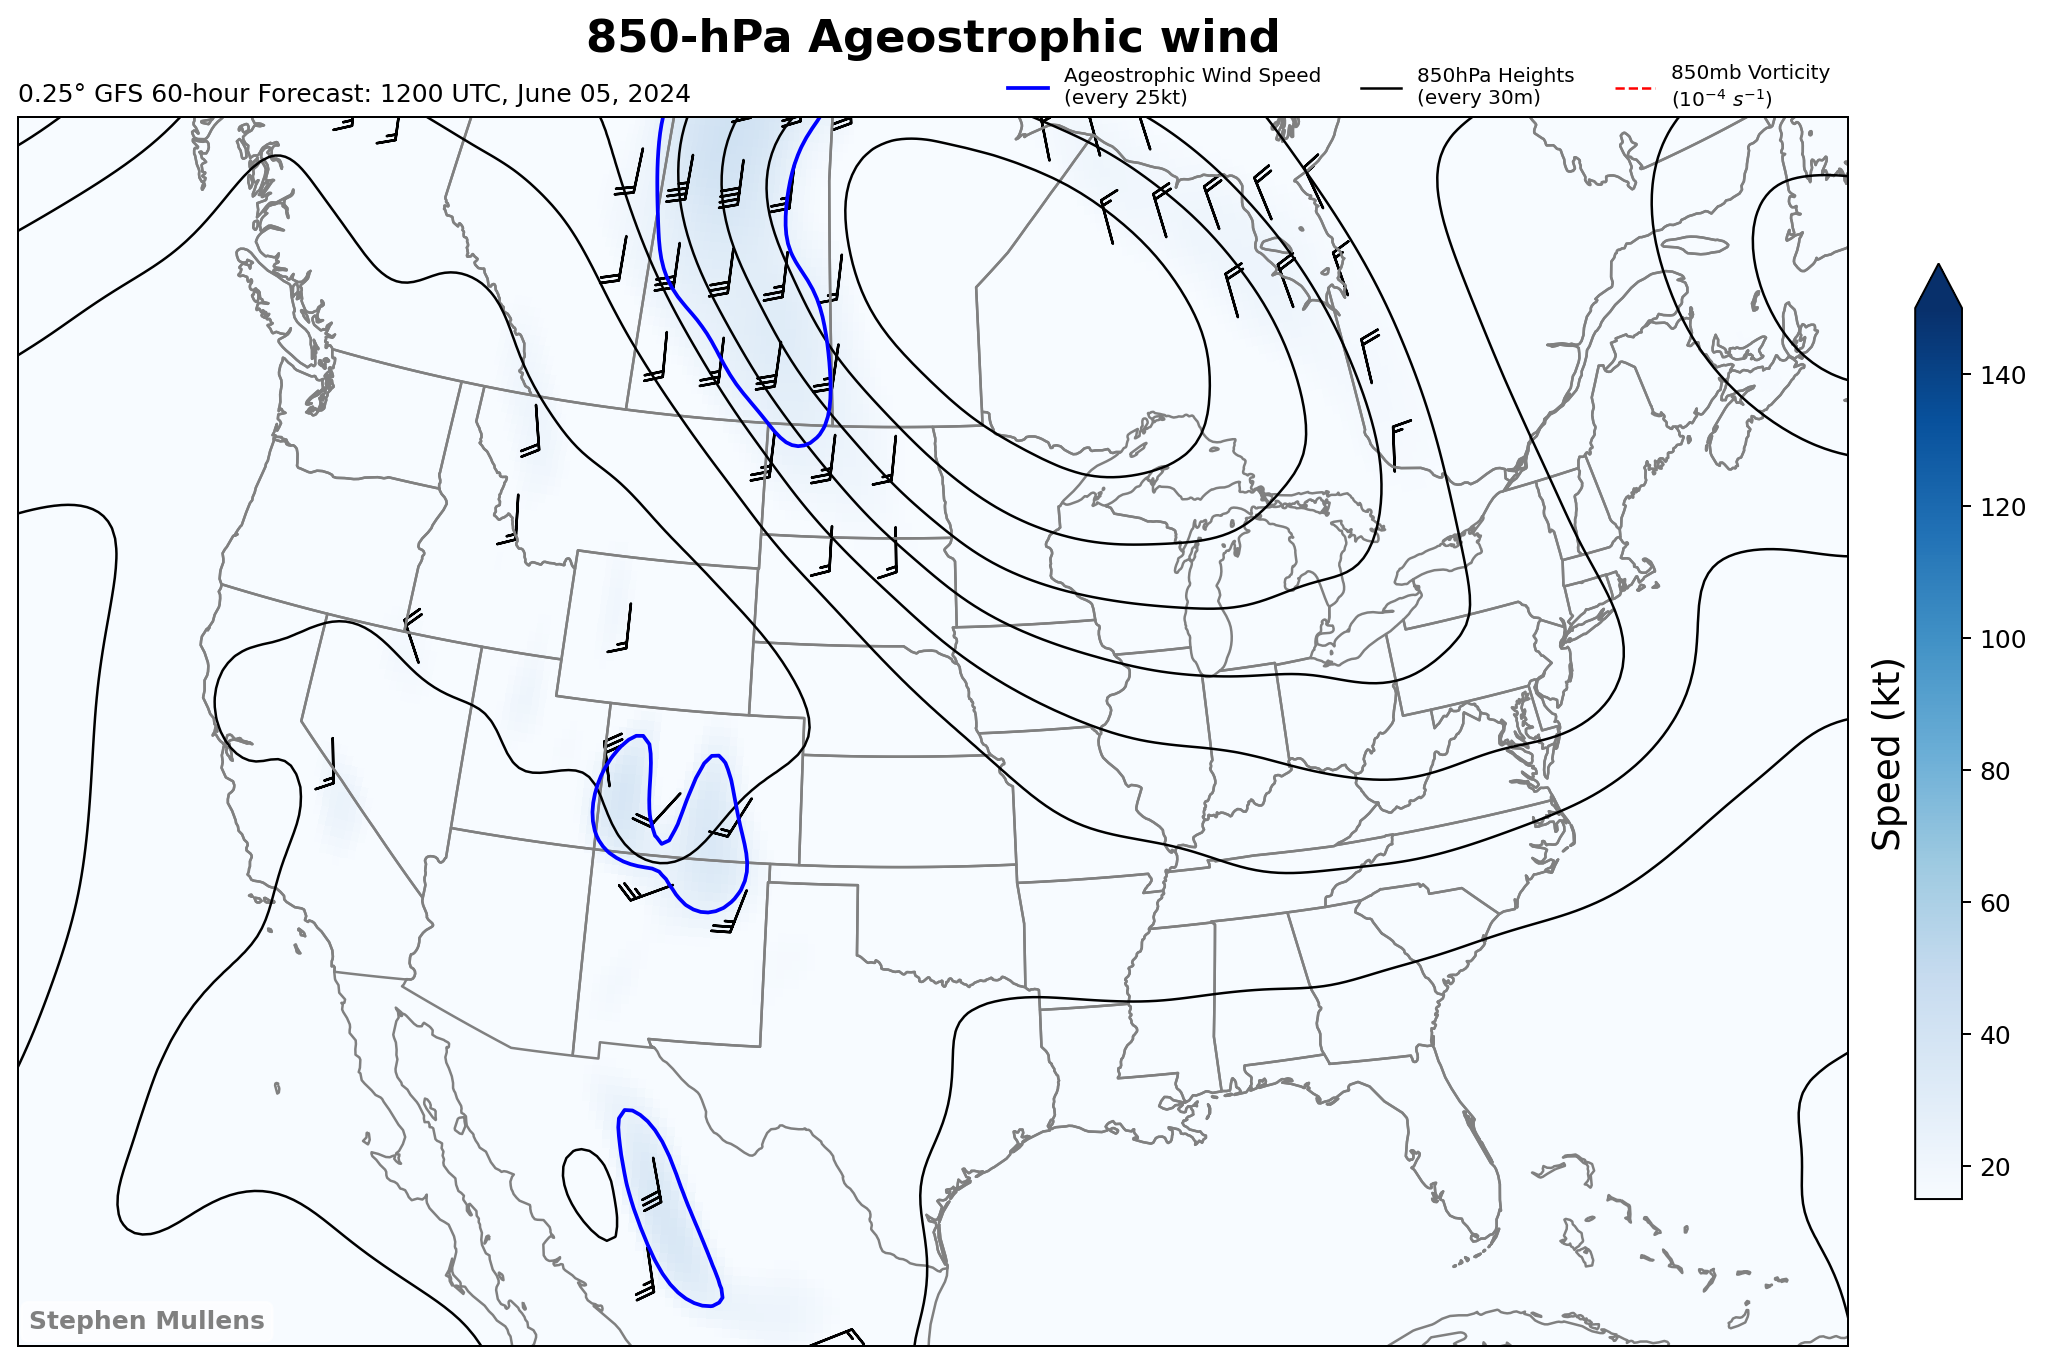 850-hPa Ageostrophic wind
0.25° GFS 60-hour Forecast: 1200 UTC, June 05, 2024
Ageostrophic Wind Speed
(every 25kt)
850hPa Heights
(every 30m)
850mb Vorticity
(10⁻⁴ s⁻¹)
140
120
100
80
60
40
20
Speed (kt)
Stephen Mullens